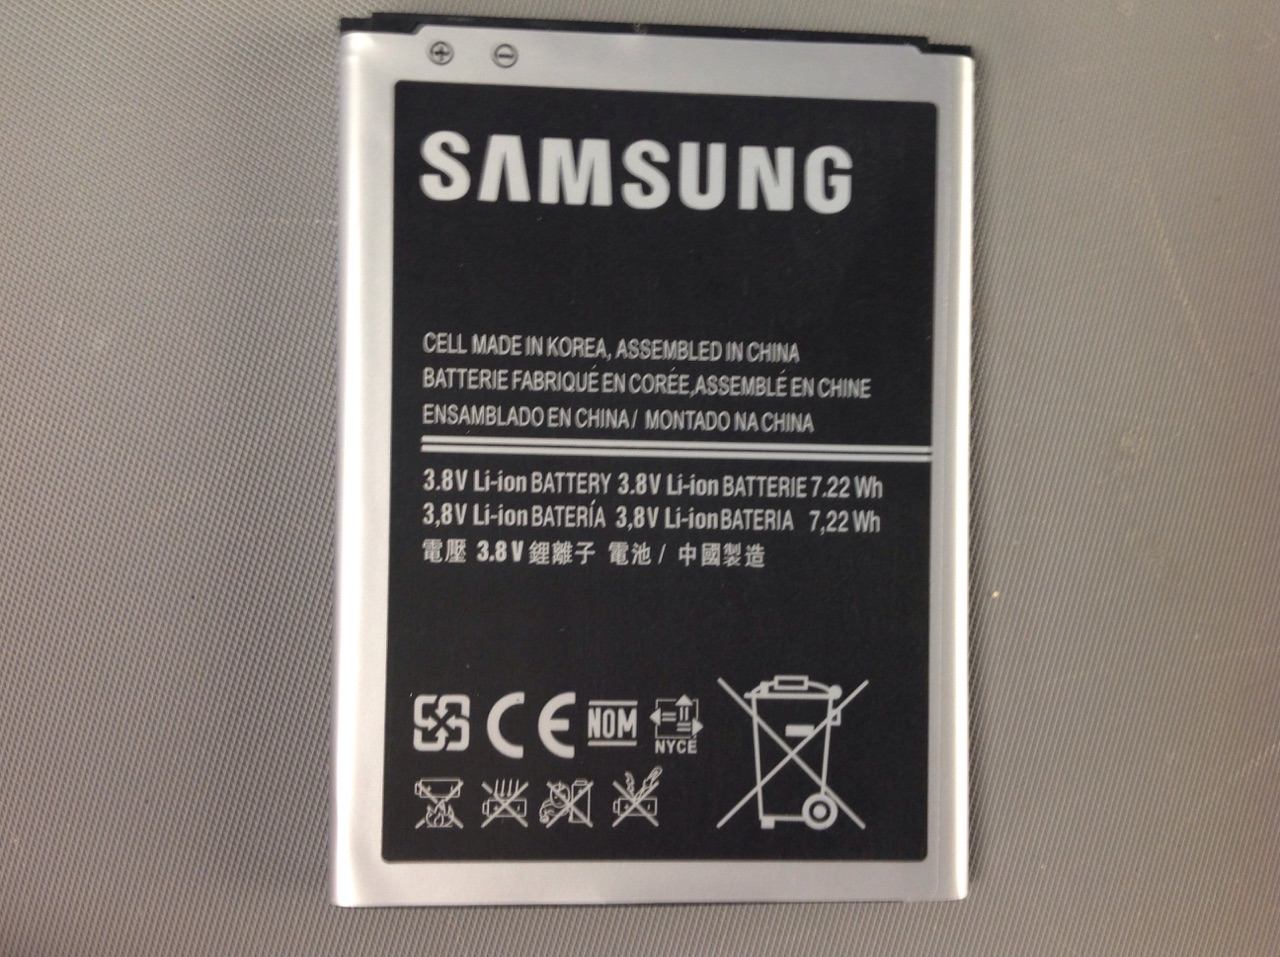 SAMSUNG
CELL MADE IN KOREA, ASSEMBLED IN CHINA
BATTERIE FABRIQUÉ EN CORÉE,ASSEMBLÉ EN CHINE
ENSAMBLADO EN CHINA/ MONTADO NA CHINA
3.8V Li-ion BATTERY 3.8V Li-ion BATTERIE 7.22 Wh
3,8V Li-ion BATERÍA 3,8V Li-ion BATERIA 7,22 Wh
電壓 3.8 V 鋰離子 電池 / 中國製造
CE NOM
NYCE